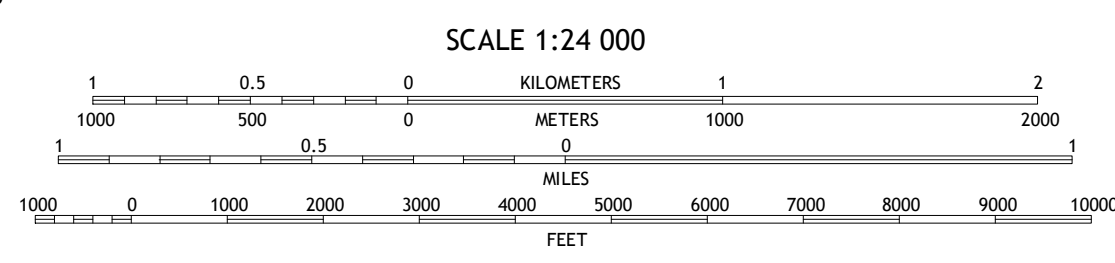 SCALE 1:24 000
1 0.5 0 KILOMETERS 1 2
1000 500 0 METERS 1000 2000
1 0.5 0 1
MILES
1000 0 1000 2000 3000 4000 5000 6000 7000 8000 9000 10000
FEET